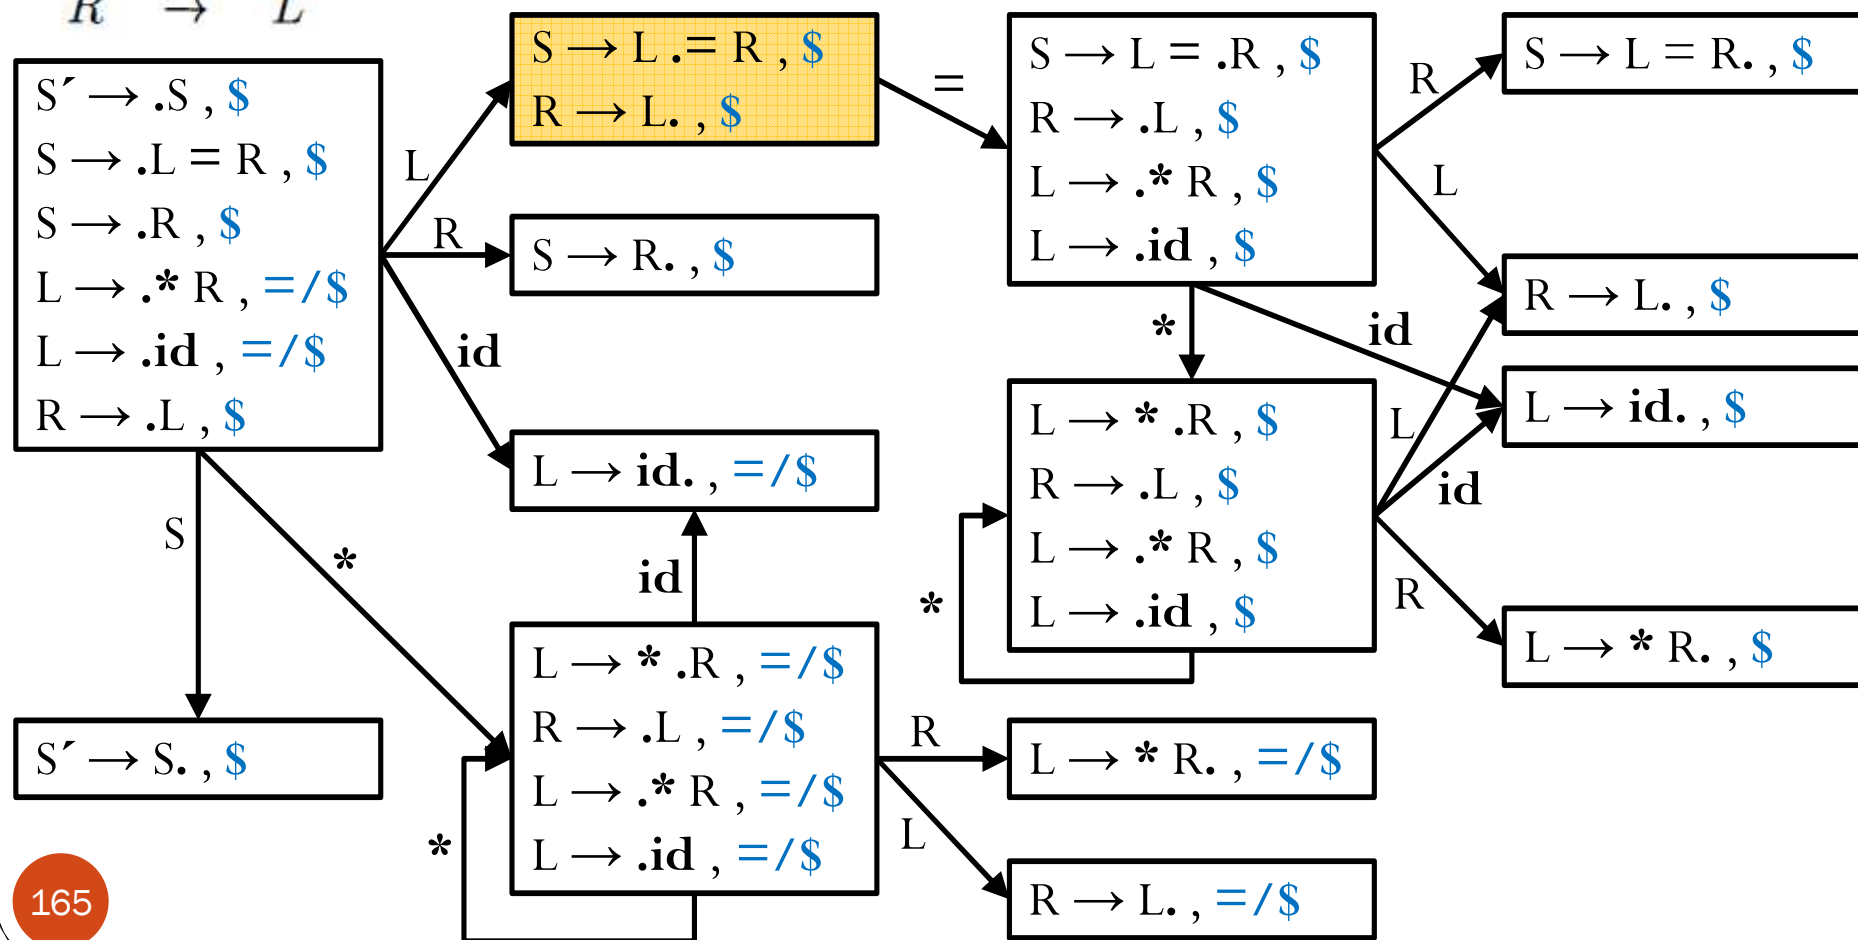 R → L
S´ → .S , $
S → .L = R , $
S → .R , $
L → .* R , =/$
L → .id , =/$
R → .L , $
L
R
id
S
*
S → L .= R , $
R → L. , $
=
S → R. , $
L → id. , =/$
id
S´ → S. , $
L → * .R , =/$
R → .L , =/$
L → .* R , =/$
L → .id , =/$
*
R
L
S → L = .R , $
R → .L , $
L → .* R , $
L → .id , $
R
L
*
id
L → * .R , $
R → .L , $
L → .* R , $
L → .id , $
*
L
id
R
S → L = R. , $
R → L. , $
L → id. , $
L → * R. , $
L → * R. , =/$
R → L. , =/$
165